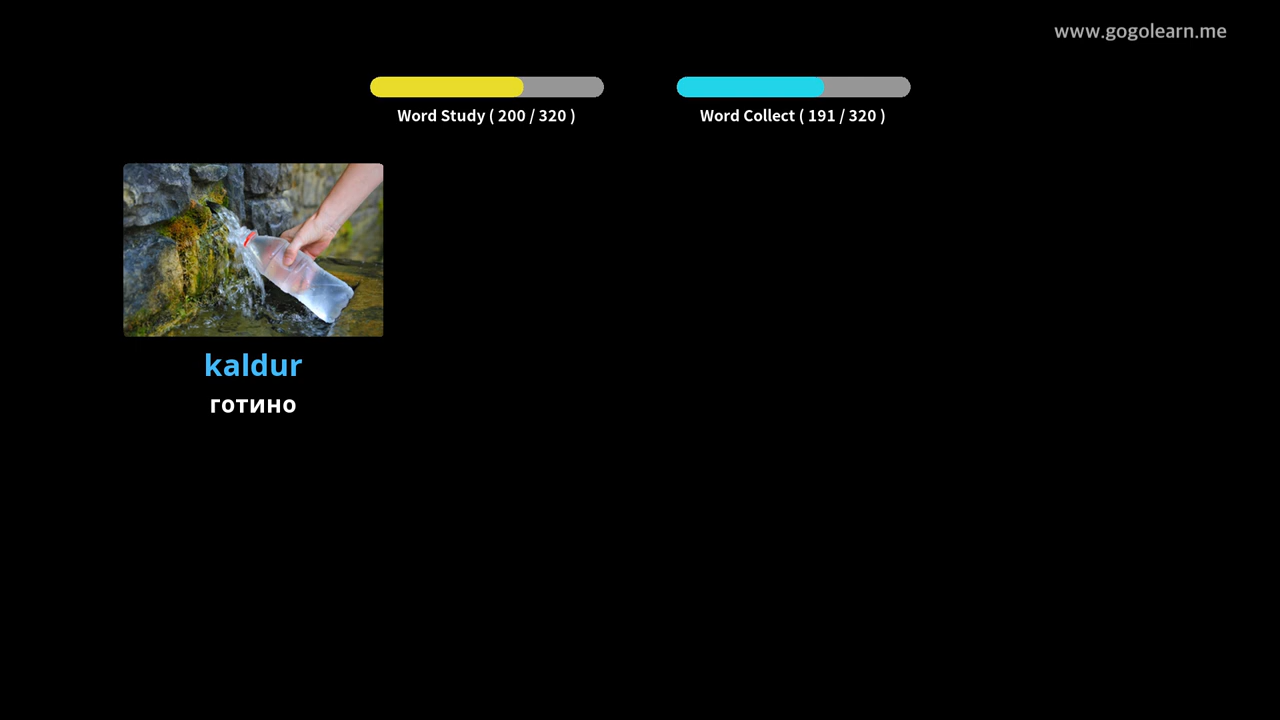 www.gogolearn.me
Word Study ( 200 / 320 )
Word Collect ( 191 / 320 )
kaldur
готино